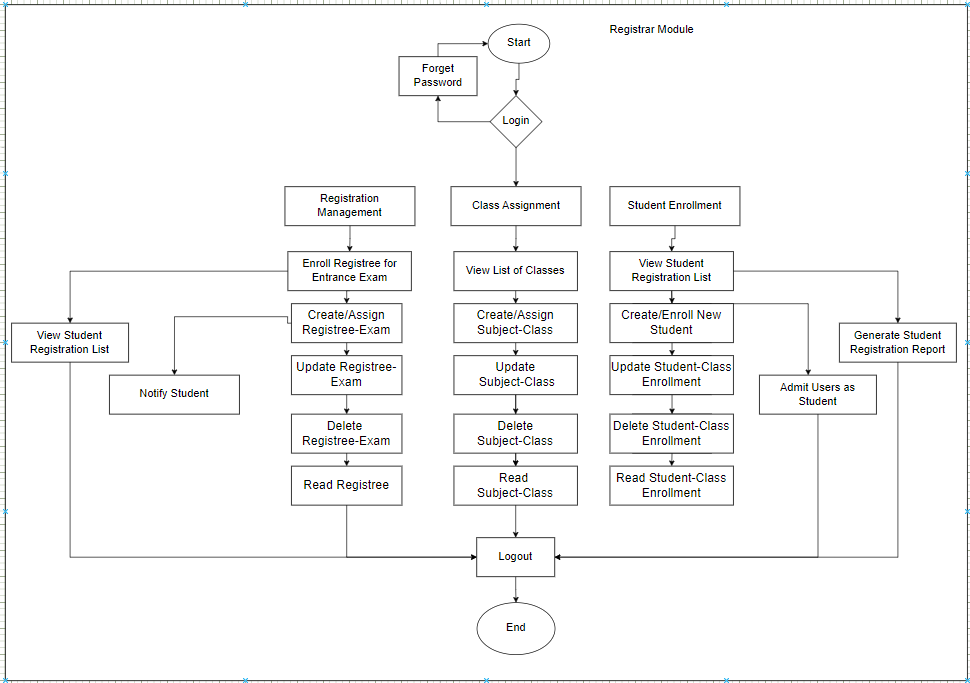 Registrar Module
Start
Forget
Password
Login
Registration
Management
Class Assignment
Student Enrollment
Enroll Registree for
Entrance Exam
View List of Classes
View Student
Registration List
Create/Assign
Registree-Exam
Create/Assign
Subject-Class
Create/Enroll New
Student
View Student
Registration List
Generate Student
Registration Report
Update Registree-
Exam
Update
Subject-Class
Update Student-Class
Enrollment
Notify Student
Admit Users as
Student
Delete
Registree-Exam
Delete
Subject-Class
Delete Student-Class
Enrollment
Read Registree
Read
Subject-Class
Read Student-Class
Enrollment
Logout
End